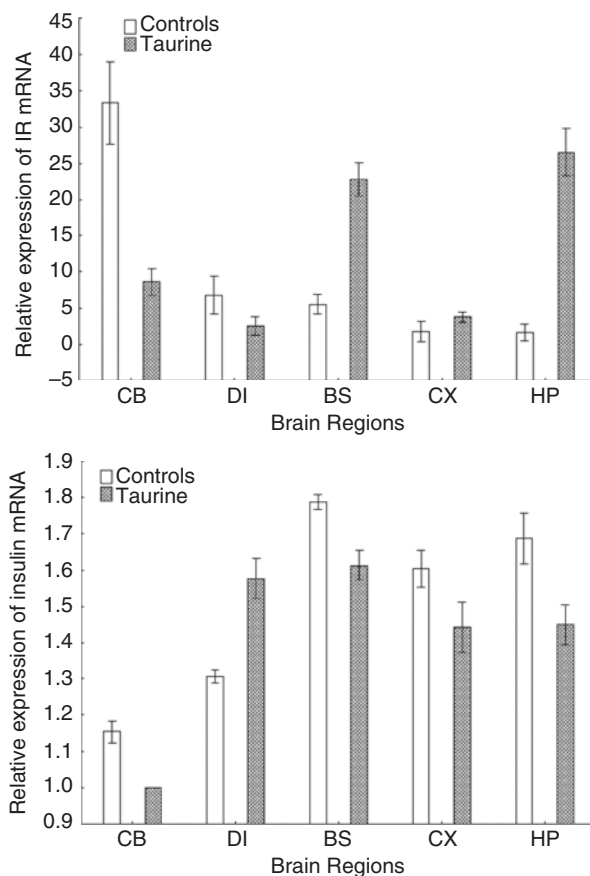 Relative expression of IR mRNA
45
40
35
30
25
20
15
10
5
0
–5
Controls
Taurine
CB DI BS CX HP
Brain Regions
Relative expression of insulin mRNA
1.9
1.8
1.7
1.6
1.5
1.4
1.3
1.2
1.1
1.0
0.9
Controls
Taurine
CB DI BS CX HP
Brain Regions